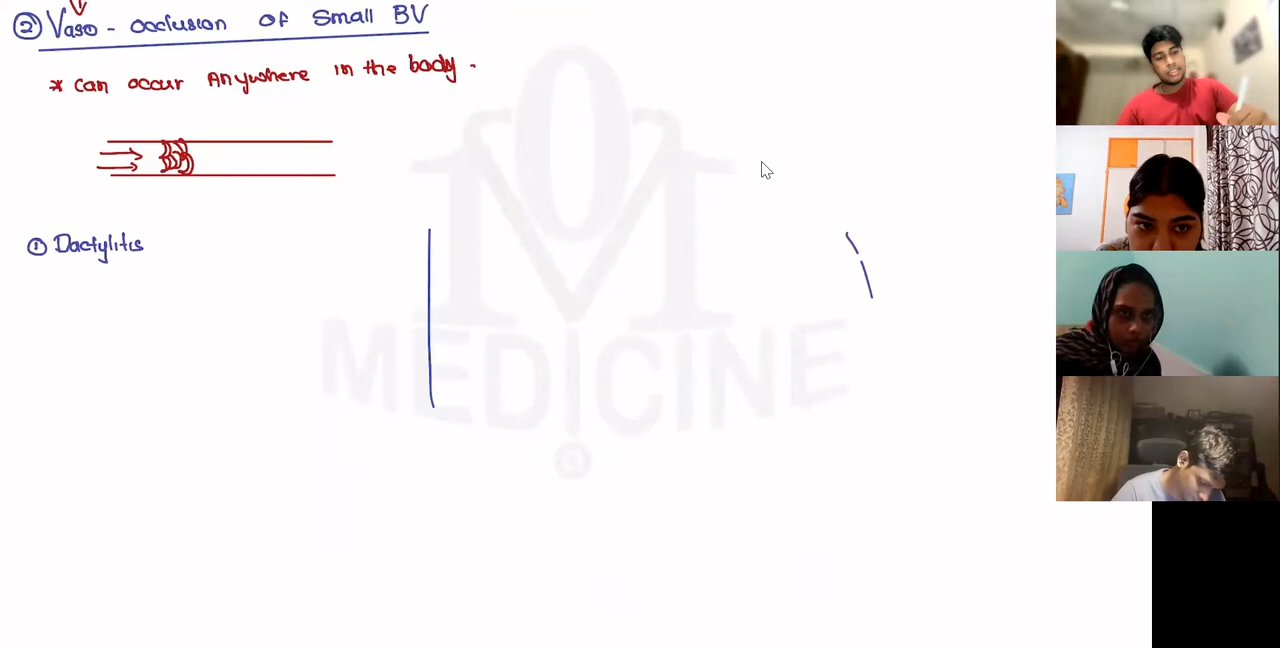 ② Vaso - occlusion of Small BV
* can occur Anywhere in the body.
① Dactylitis
MEDICINE